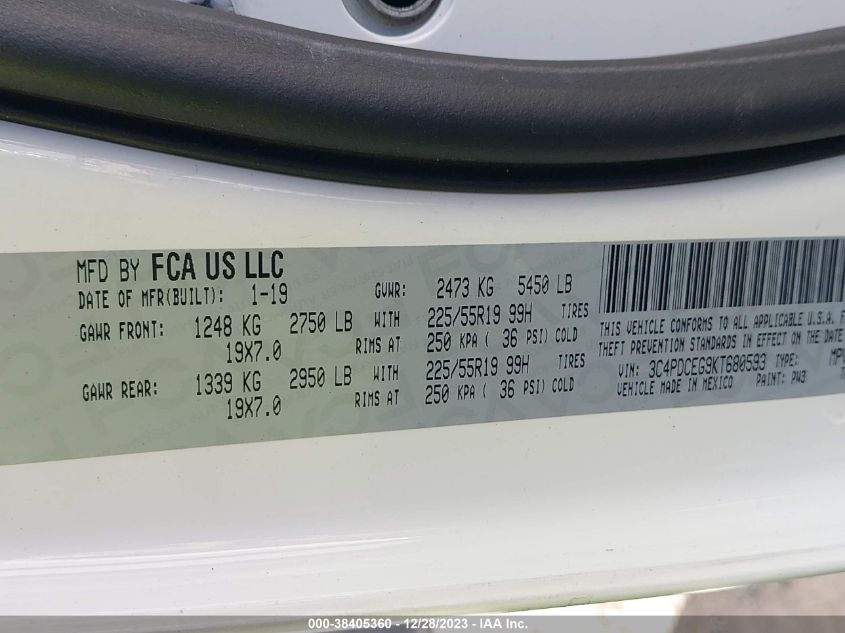 MFD BY FCA US LLC
DATE OF MFR(BUILT): 1-19 GVWR: 2473 KG 5450 LB
GAWR FRONT: 1248 KG 2750 LB WITH 225/55R19 99H TIRES
19X7.0 RIMS AT 250 KPA ( 36 PSI) COLD
GAWR REAR: 1339 KG 2950 LB WITH 225/55R19 99H TIRES
19X7.0 RIMS AT 250 KPA ( 36 PSI) COLD
THIS VEHICLE CONFORMS TO ALL APPLICABLE U.S.A. F
THEFT PREVENTION STANDARDS IN EFFECT ON THE DATE
VIN: 3C4PDCEG9KT680593 TYPE: MPV
VEHICLE MADE IN MEXICO PAINT: PW3
000-38405360 - 12/28/2023 - IAA Inc.